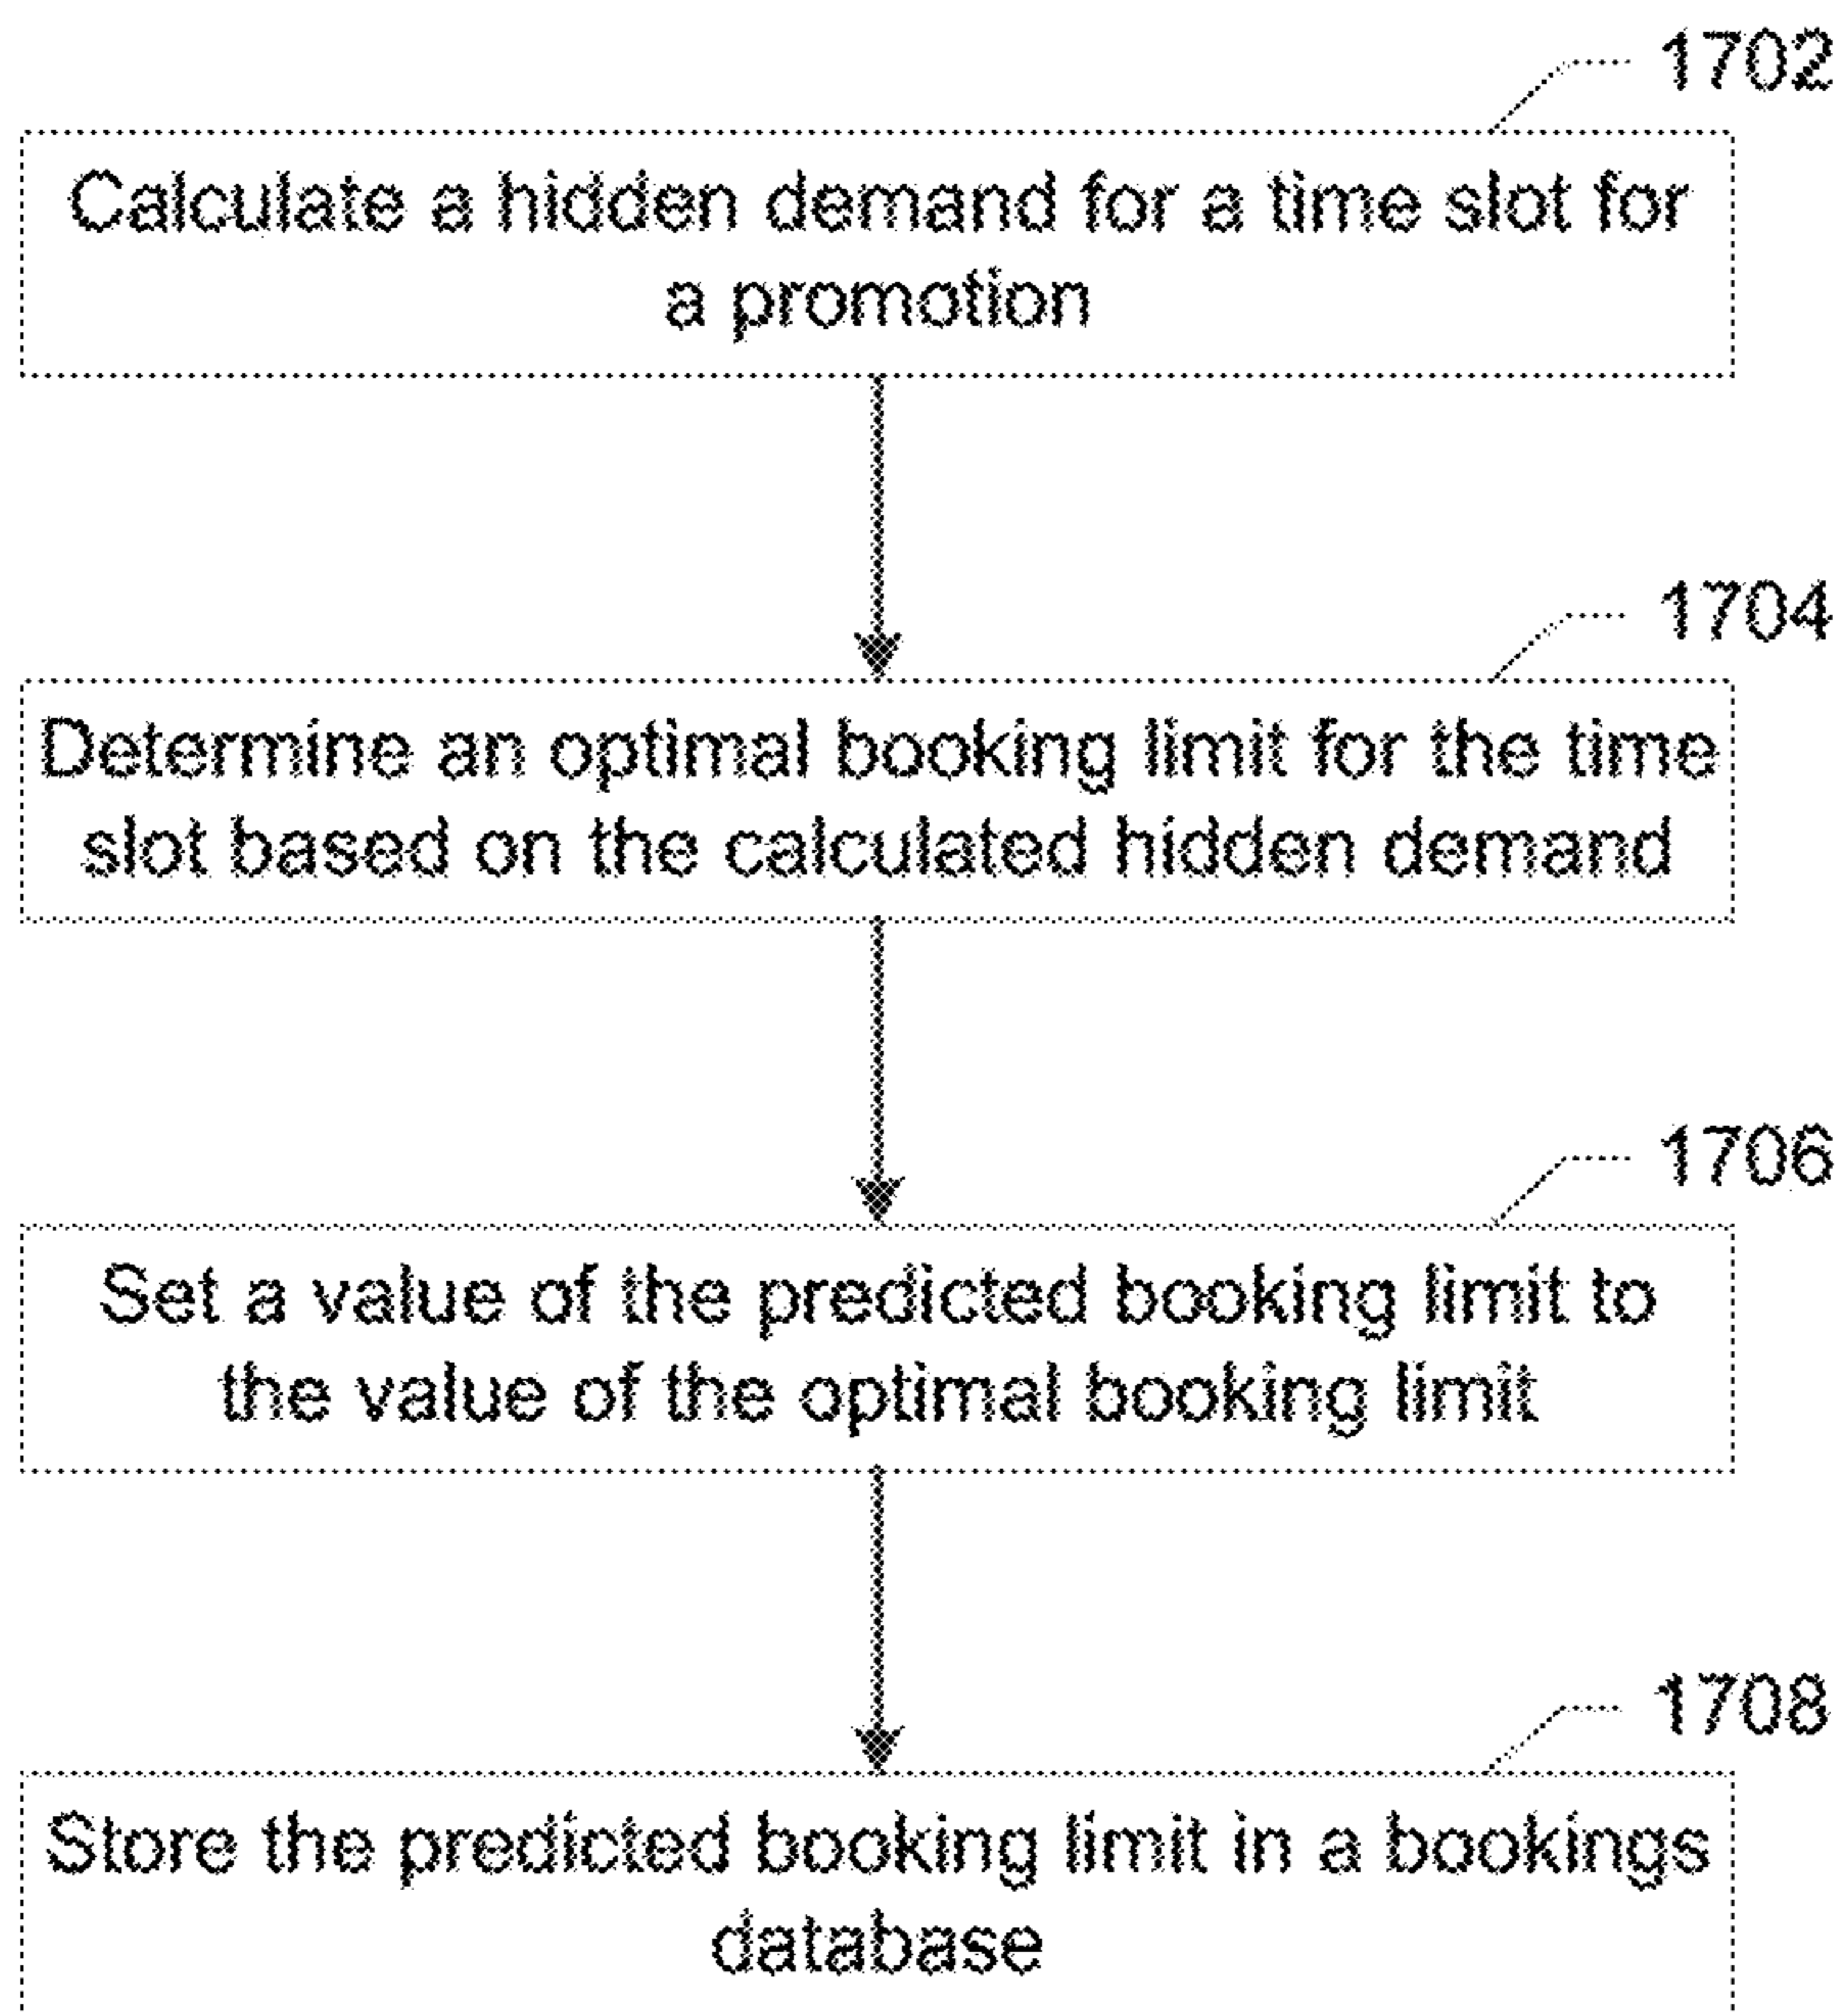 1702
Calculate a hidden demand for a time slot for
a promotion
1704
Determine an optimal booking limit for the time
slot based on the calculated hidden demand
1706
Set a value of the predicted booking limit to
the value of the optimal booking limit
1708
Store the predicted booking limit in a bookings
database